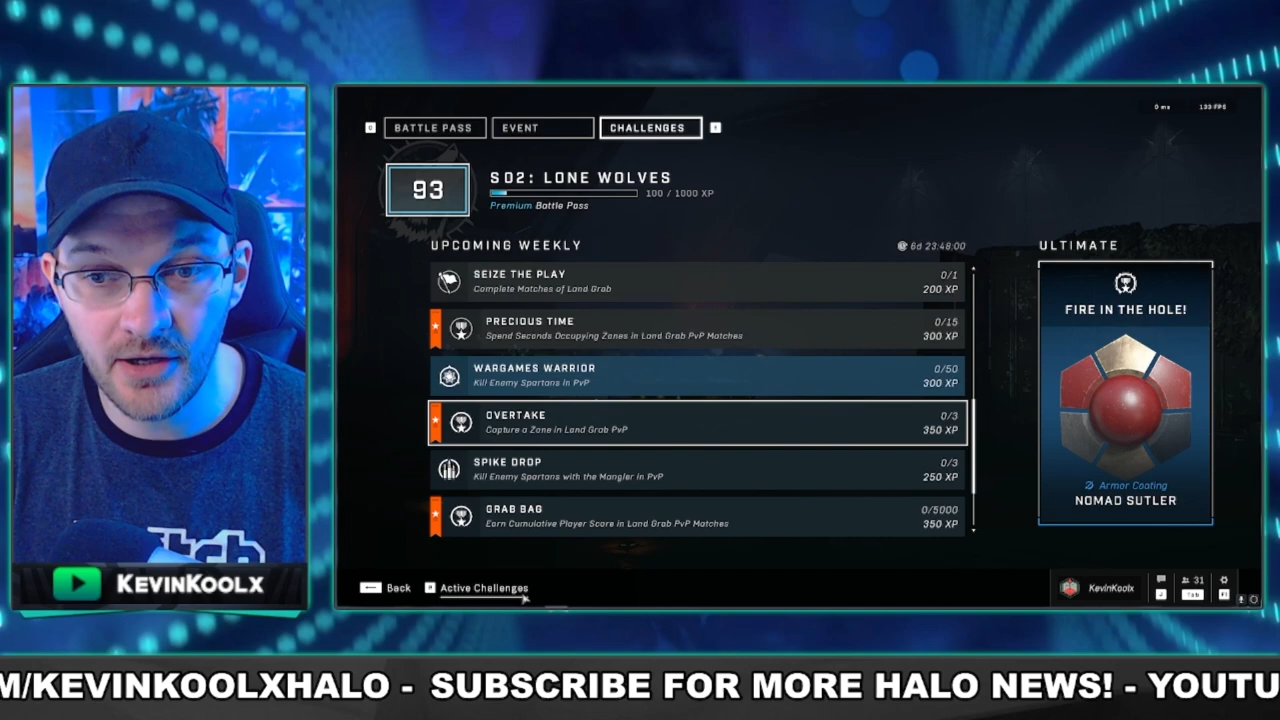 0 ms 133 FPS
BATTLE PASS EVENT CHALLENGES
93
S02: LONE WOLVES
100 / 1000 XP
Premium Battle Pass
UPCOMING WEEKLY
6d 23:48:00
SEIZE THE PLAY 0/1
Complete Matches of Land Grab 200 XP
PRECIOUS TIME 0/15
Spend Seconds Occupying Zones in Land Grab PvP Matches 300 XP
WARGAMES WARRIOR 0/50
Kill Enemy Spartans in PvP 300 XP
OVERTAKE 0/3
Capture a Zone in Land Grab PvP 350 XP
SPIKE DROP 0/3
Kill Enemy Spartans with the Mangler in PvP 250 XP
GRAB BAG 0/5000
Earn Cumulative Player Score in Land Grab PvP Matches 350 XP
ULTIMATE
FIRE IN THE HOLE!
Armor Coating
NOMAD SUTLER
Back Active Challenges
KevinKoolx 31
Tab
KEVINKOOLX
M/KEVINKOOLXHALO - SUBSCRIBE FOR MORE HALO NEWS! - YOUTU